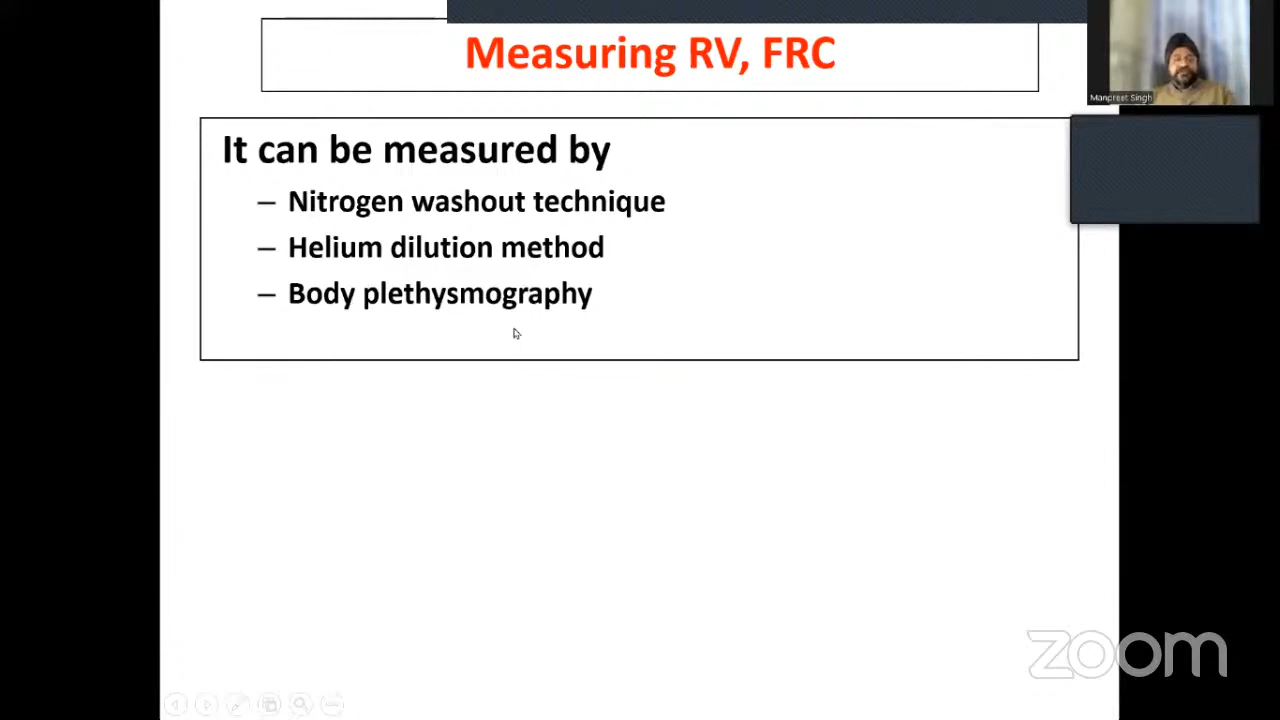 Measuring RV, FRC
Manpreet Singh
It can be measured by
– Nitrogen washout technique
– Helium dilution method
– Body plethysmography
zoom